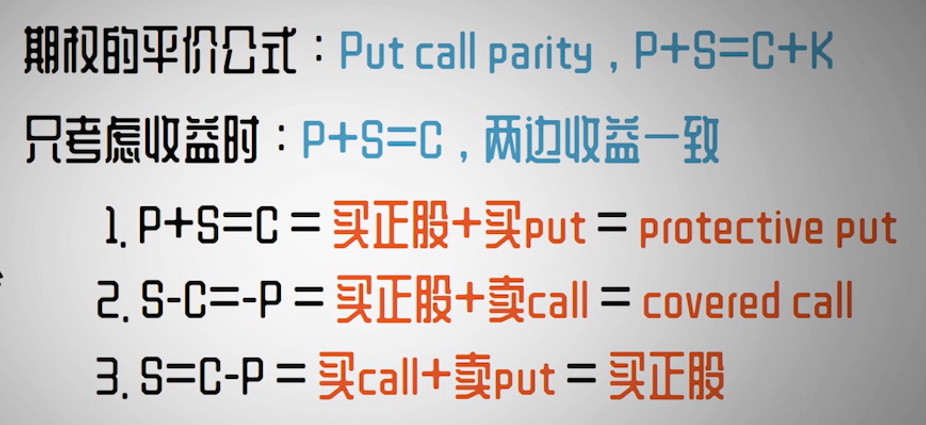 期权的平价公式：Put call parity，P+S=C+K
只考虑收益时：P+S=C，两边收益一致
1. P+S=C = 买正股+买put = protective put
2. S-C=-P = 买正股+卖call = covered call
3. S=C-P = 买call+卖put = 买正股